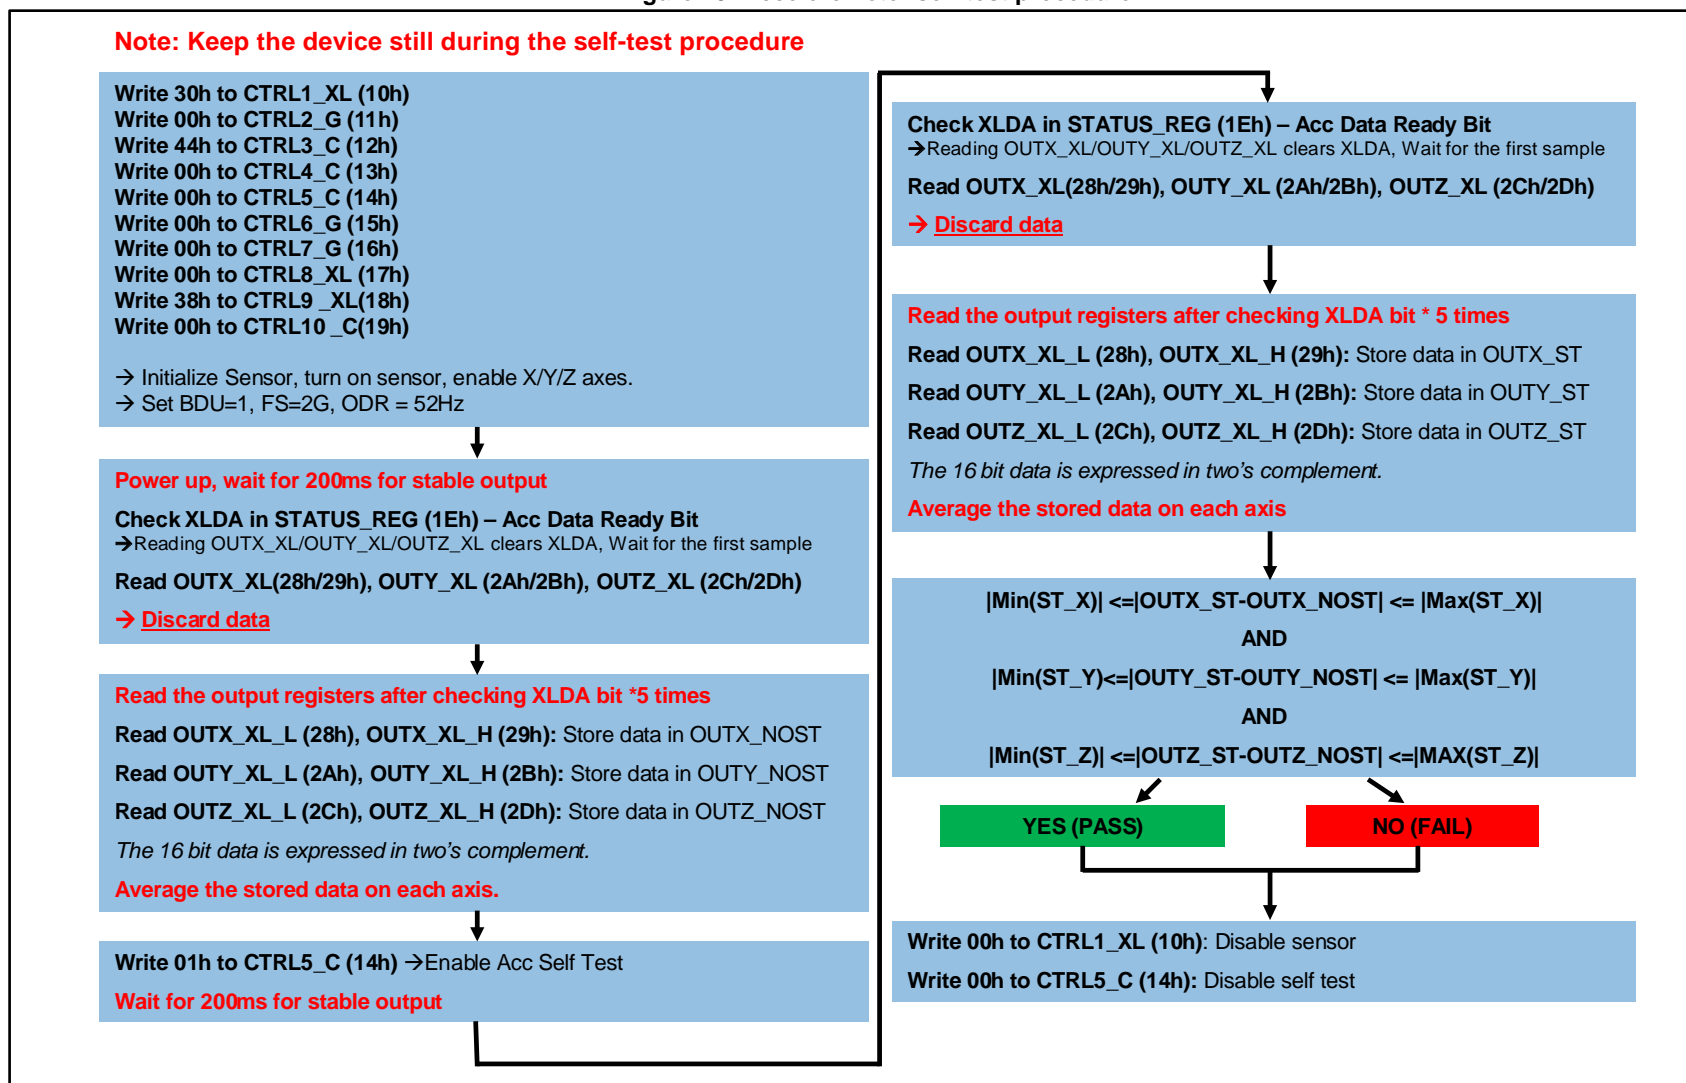 Note: Keep the device still during the self-test procedure
Write 30h to CTRL1_XL (10h)
Write 00h to CTRL2_G (11h)
Write 44h to CTRL3_C (12h)
Write 00h to CTRL4_C (13h)
Write 00h to CTRL5_C (14h)
Write 00h to CTRL6_G (15h)
Write 00h to CTRL7_G (16h)
Write 00h to CTRL8_XL (17h)
Write 38h to CTRL9 _XL(18h)
Write 00h to CTRL10 _C(19h)
→ Initialize Sensor, turn on sensor, enable X/Y/Z axes.
→ Set BDU=1, FS=2G, ODR = 52Hz
Power up, wait for 200ms for stable output
Check XLDA in STATUS_REG (1Eh) – Acc Data Ready Bit
→Reading OUTX_XL/OUTY_XL/OUTZ_XL clears XLDA, Wait for the first sample
Read OUTX_XL(28h/29h), OUTY_XL (2Ah/2Bh), OUTZ_XL (2Ch/2Dh)
→ Discard data
Read the output registers after checking XLDA bit *5 times
Read OUTX_XL_L (28h), OUTX_XL_H (29h): Store data in OUTX_NOST
Read OUTY_XL_L (2Ah), OUTY_XL_H (2Bh): Store data in OUTY_NOST
Read OUTZ_XL_L (2Ch), OUTZ_XL_H (2Dh): Store data in OUTZ_NOST
The 16 bit data is expressed in two's complement.
Average the stored data on each axis.
Write 01h to CTRL5_C (14h) →Enable Acc Self Test
Wait for 200ms for stable output
Check XLDA in STATUS_REG (1Eh) – Acc Data Ready Bit
→Reading OUTX_XL/OUTY_XL/OUTZ_XL clears XLDA, Wait for the first sample
Read OUTX_XL(28h/29h), OUTY_XL (2Ah/2Bh), OUTZ_XL (2Ch/2Dh)
→ Discard data
Read the output registers after checking XLDA bit * 5 times
Read OUTX_XL_L (28h), OUTX_XL_H (29h): Store data in OUTX_ST
Read OUTY_XL_L (2Ah), OUTY_XL_H (2Bh): Store data in OUTY_ST
Read OUTZ_XL_L (2Ch), OUTZ_XL_H (2Dh): Store data in OUTZ_ST
The 16 bit data is expressed in two's complement.
Average the stored data on each axis
|Min(ST_X)| <=|OUTX_ST-OUTX_NOST| <= |Max(ST_X)|
AND
|Min(ST_Y)<=|OUTY_ST-OUTY_NOST| <= |Max(ST_Y)|
AND
|Min(ST_Z)| <=|OUTZ_ST-OUTZ_NOST| <=|MAX(ST_Z)|
YES (PASS)
NO (FAIL)
Write 00h to CTRL1_XL (10h): Disable sensor
Write 00h to CTRL5_C (14h): Disable self test